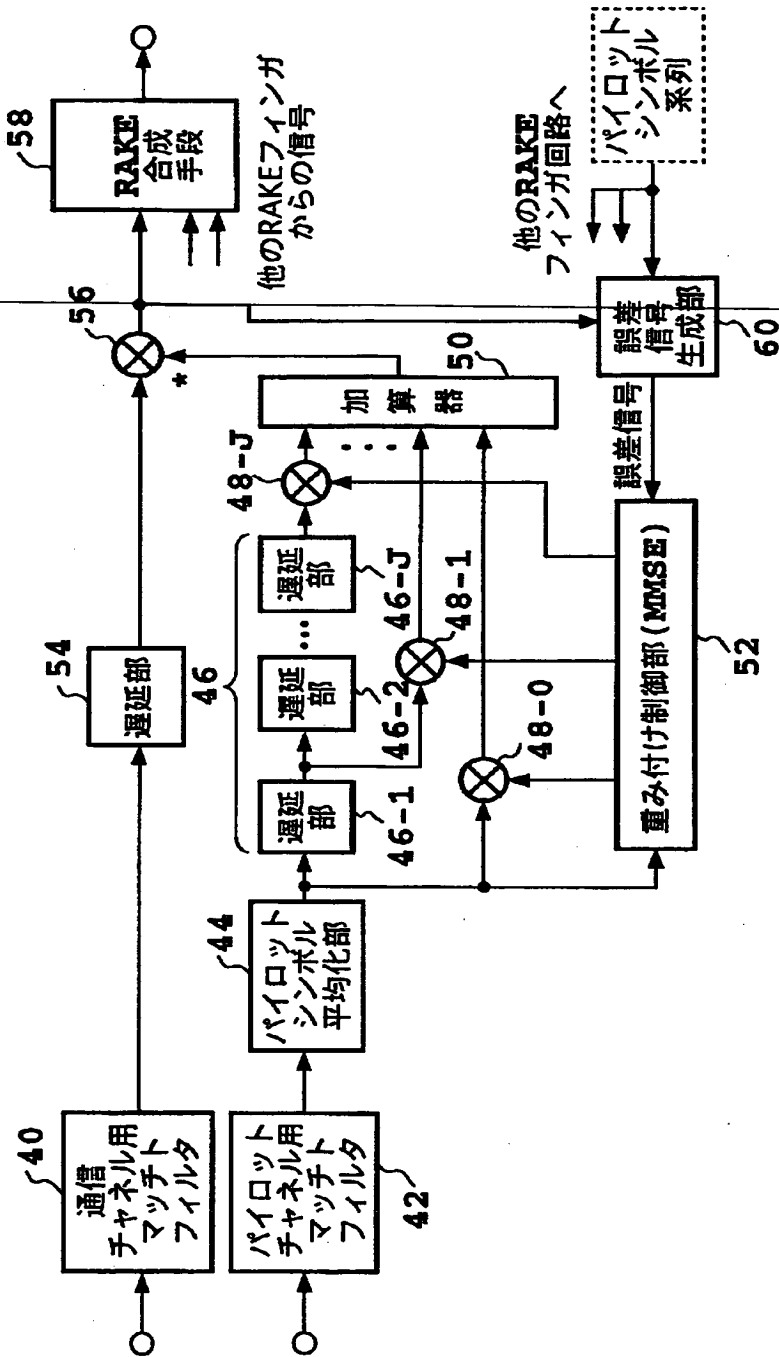 40
通信
チャネル用
マッチト
フィルタ
54
遅延部
56
*
58
RAKE
合成
手段
他のRAKEフィンガ
からの信号
42
パイロット
チャネル用
マッチト
フィルタ
44
パイロット
シンボル
平均化部
46
遅延
部
46-1
遅延
部
46-2
...
遅延
部
46-J
48-J
48-1
48-0
...
加算器
50
重み付け制御部(MMSE)
52
誤差信号
誤差
信号
生成部
60
他のRAKE
フィンガ回路へ
パイロット
シンボル
系列